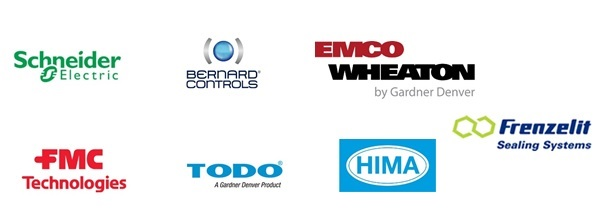 Schneider
Electric
BERNARD®
CONTROLS
EMCO
WHEATON
by Gardner Denver
Frenzelit
Sealing Systems
FMC
Technologies
TODO®
A Gardner Denver Product
HIMA